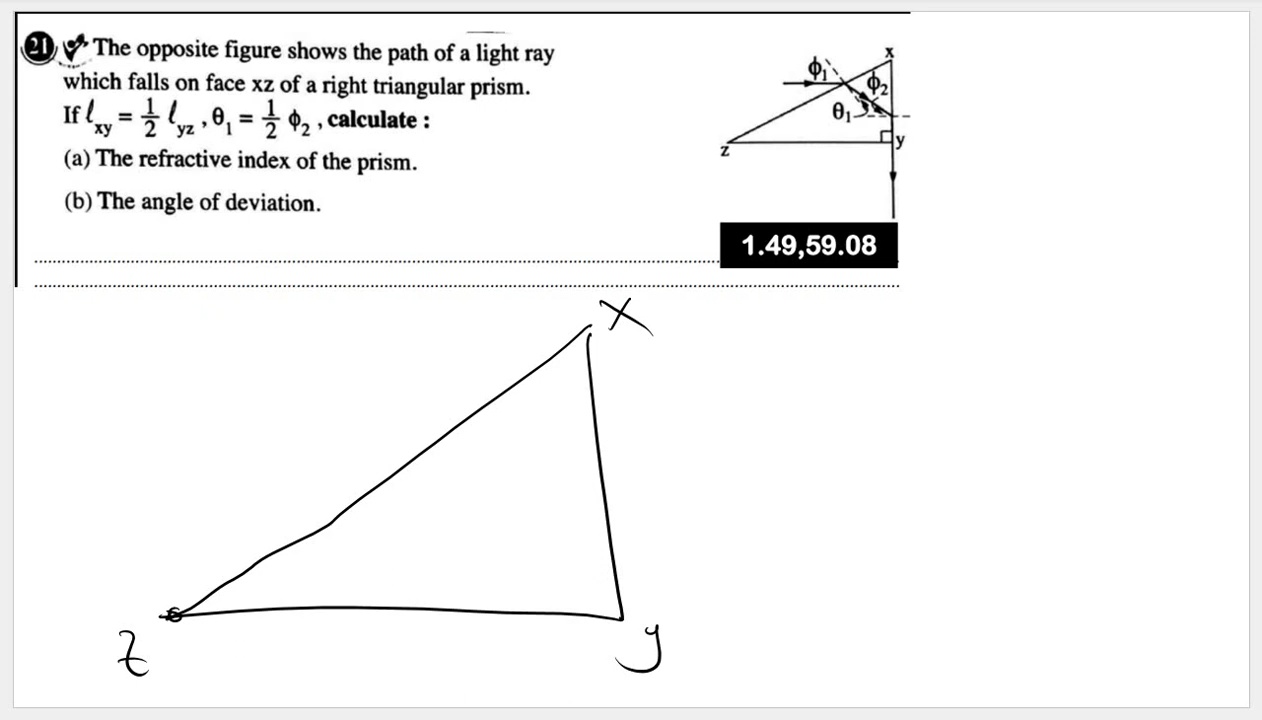 21 The opposite figure shows the path of a light ray
which falls on face xz of a right triangular prism.
If l_xy = 1/2 l_yz , θ₁ = 1/2 ϕ₂ , calculate :
(a) The refractive index of the prism.
(b) The angle of deviation.
x
ϕ₁
ϕ₂
θ₁
z
y
1.49,59.08
X
Z
y